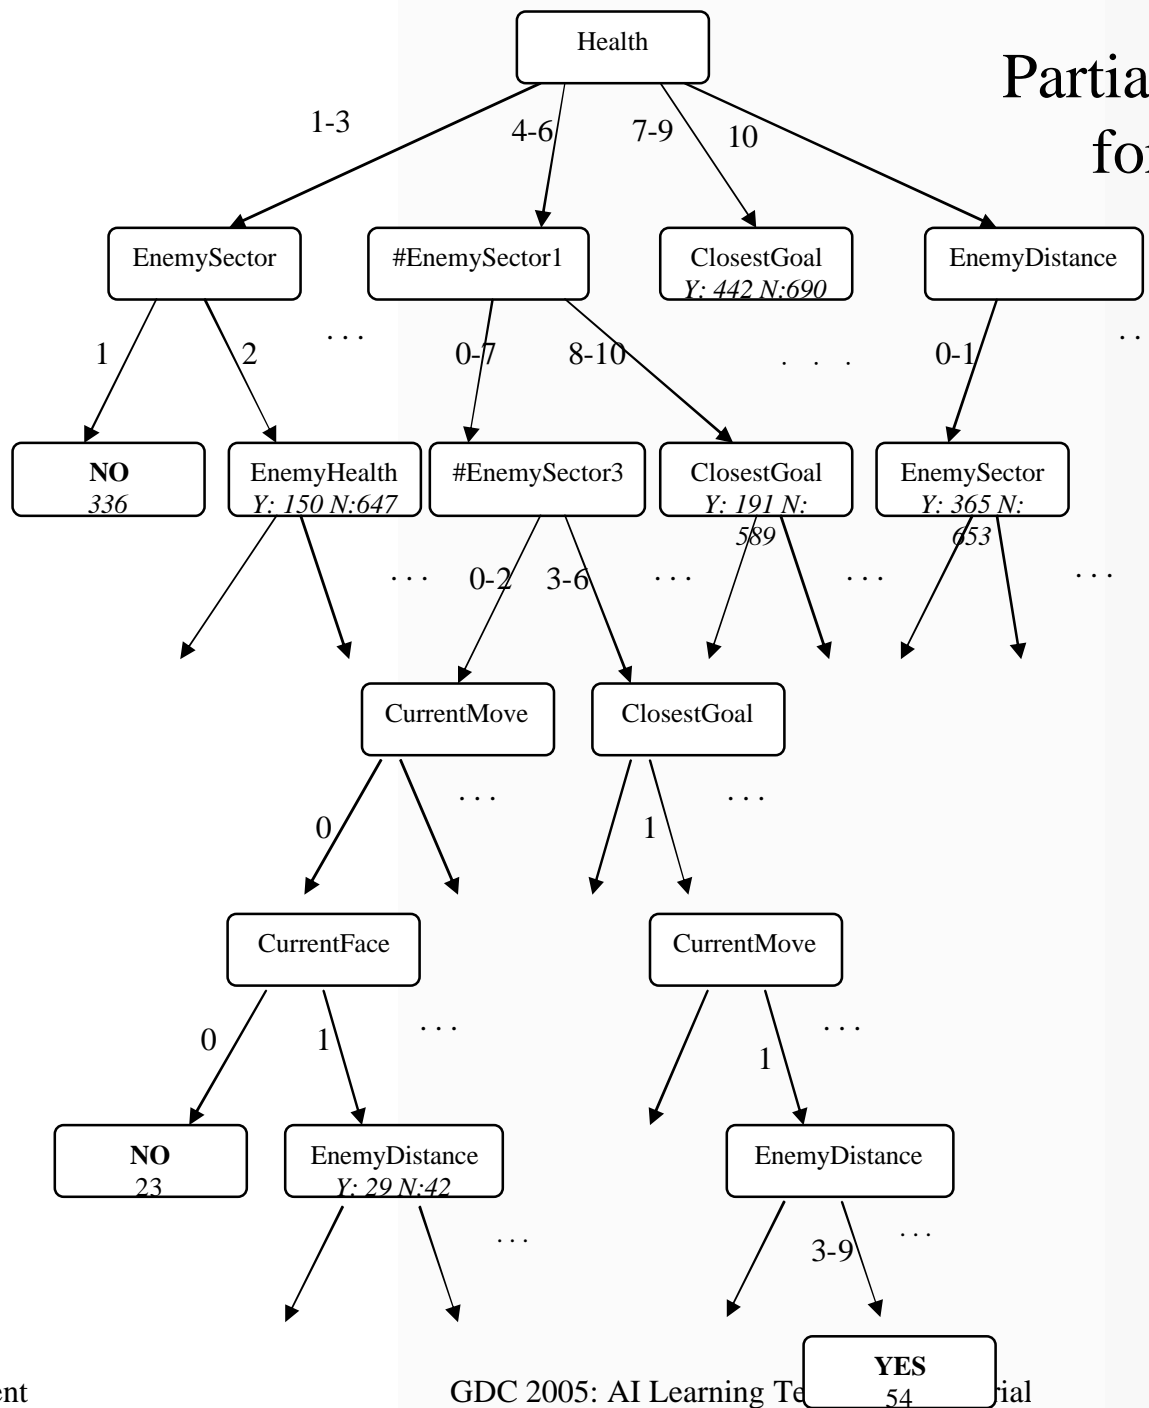 Health
Partia
for
1-3
4-6
7-9
10
EnemySector
#EnemySector1
ClosestGoal
Y: 442 N:690
EnemyDistance
. . .
. .
1
2
0-7
8-10
. . .
0-1
NO
336
EnemyHealth
Y: 150 N:647
#EnemySector3
ClosestGoal
Y: 191 N:
589
EnemySector
Y: 365 N:
653
. . .
0-2
3-6
. . .
. . .
. . .
CurrentMove
ClosestGoal
. . .
. . .
0
1
CurrentFace
CurrentMove
. . .
. . .
0
1
1
NO
23
EnemyDistance
Y: 29 N:42
EnemyDistance
. . .
. . .
3-9
YES
54
ent
GDC 2005: AI Learning Te
rial